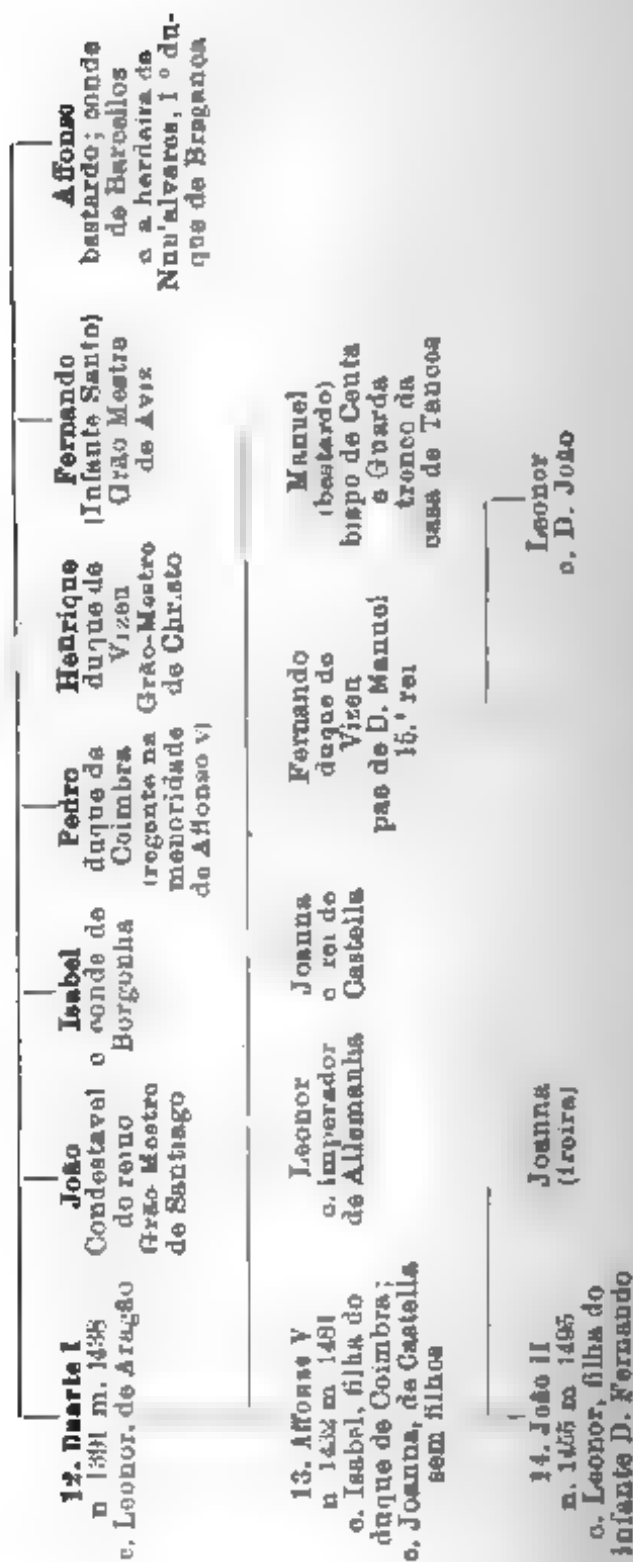 12. Duarte I
n 1391 m. 1438
c. Leonor, de Aragão
João
Condestavel
do reino
Grão Mestro
de Santiago
Isabel
c conde de
Borgonha
Pedro
duque de
Coimbra
(regente na
menoridade
de Affonso V)
Henrique
duque de
Vizeu
Grão-Mestro
de Christo
Fernando
(Infante Santo)
Grão Mestre
de Aviz
Affonso
bastardo; conde
de Barcellos
c a herdeira de
Nun'alvares, 1º du-
que de Bragança
13. Affonso V
n 1432 m 1481
c. Isabel, filha do
duque de Coimbra;
c. Joanna, de Castella
sem filhos
Leonor
c. imperador
de Allemanha
Joanna
c rei de
Castella
Fernando
duque de
Vizeu
pae de D. Manuel
15.º rei
Manuel
(bastardo)
bispo de Ceuta
e Guarda
tronco da
casa de Tancos
14. João II
n. 1455 m 1495
c. Leonor, filha do
infante D. Fernando
Joanna
(freira)
Leonor
c. D. João